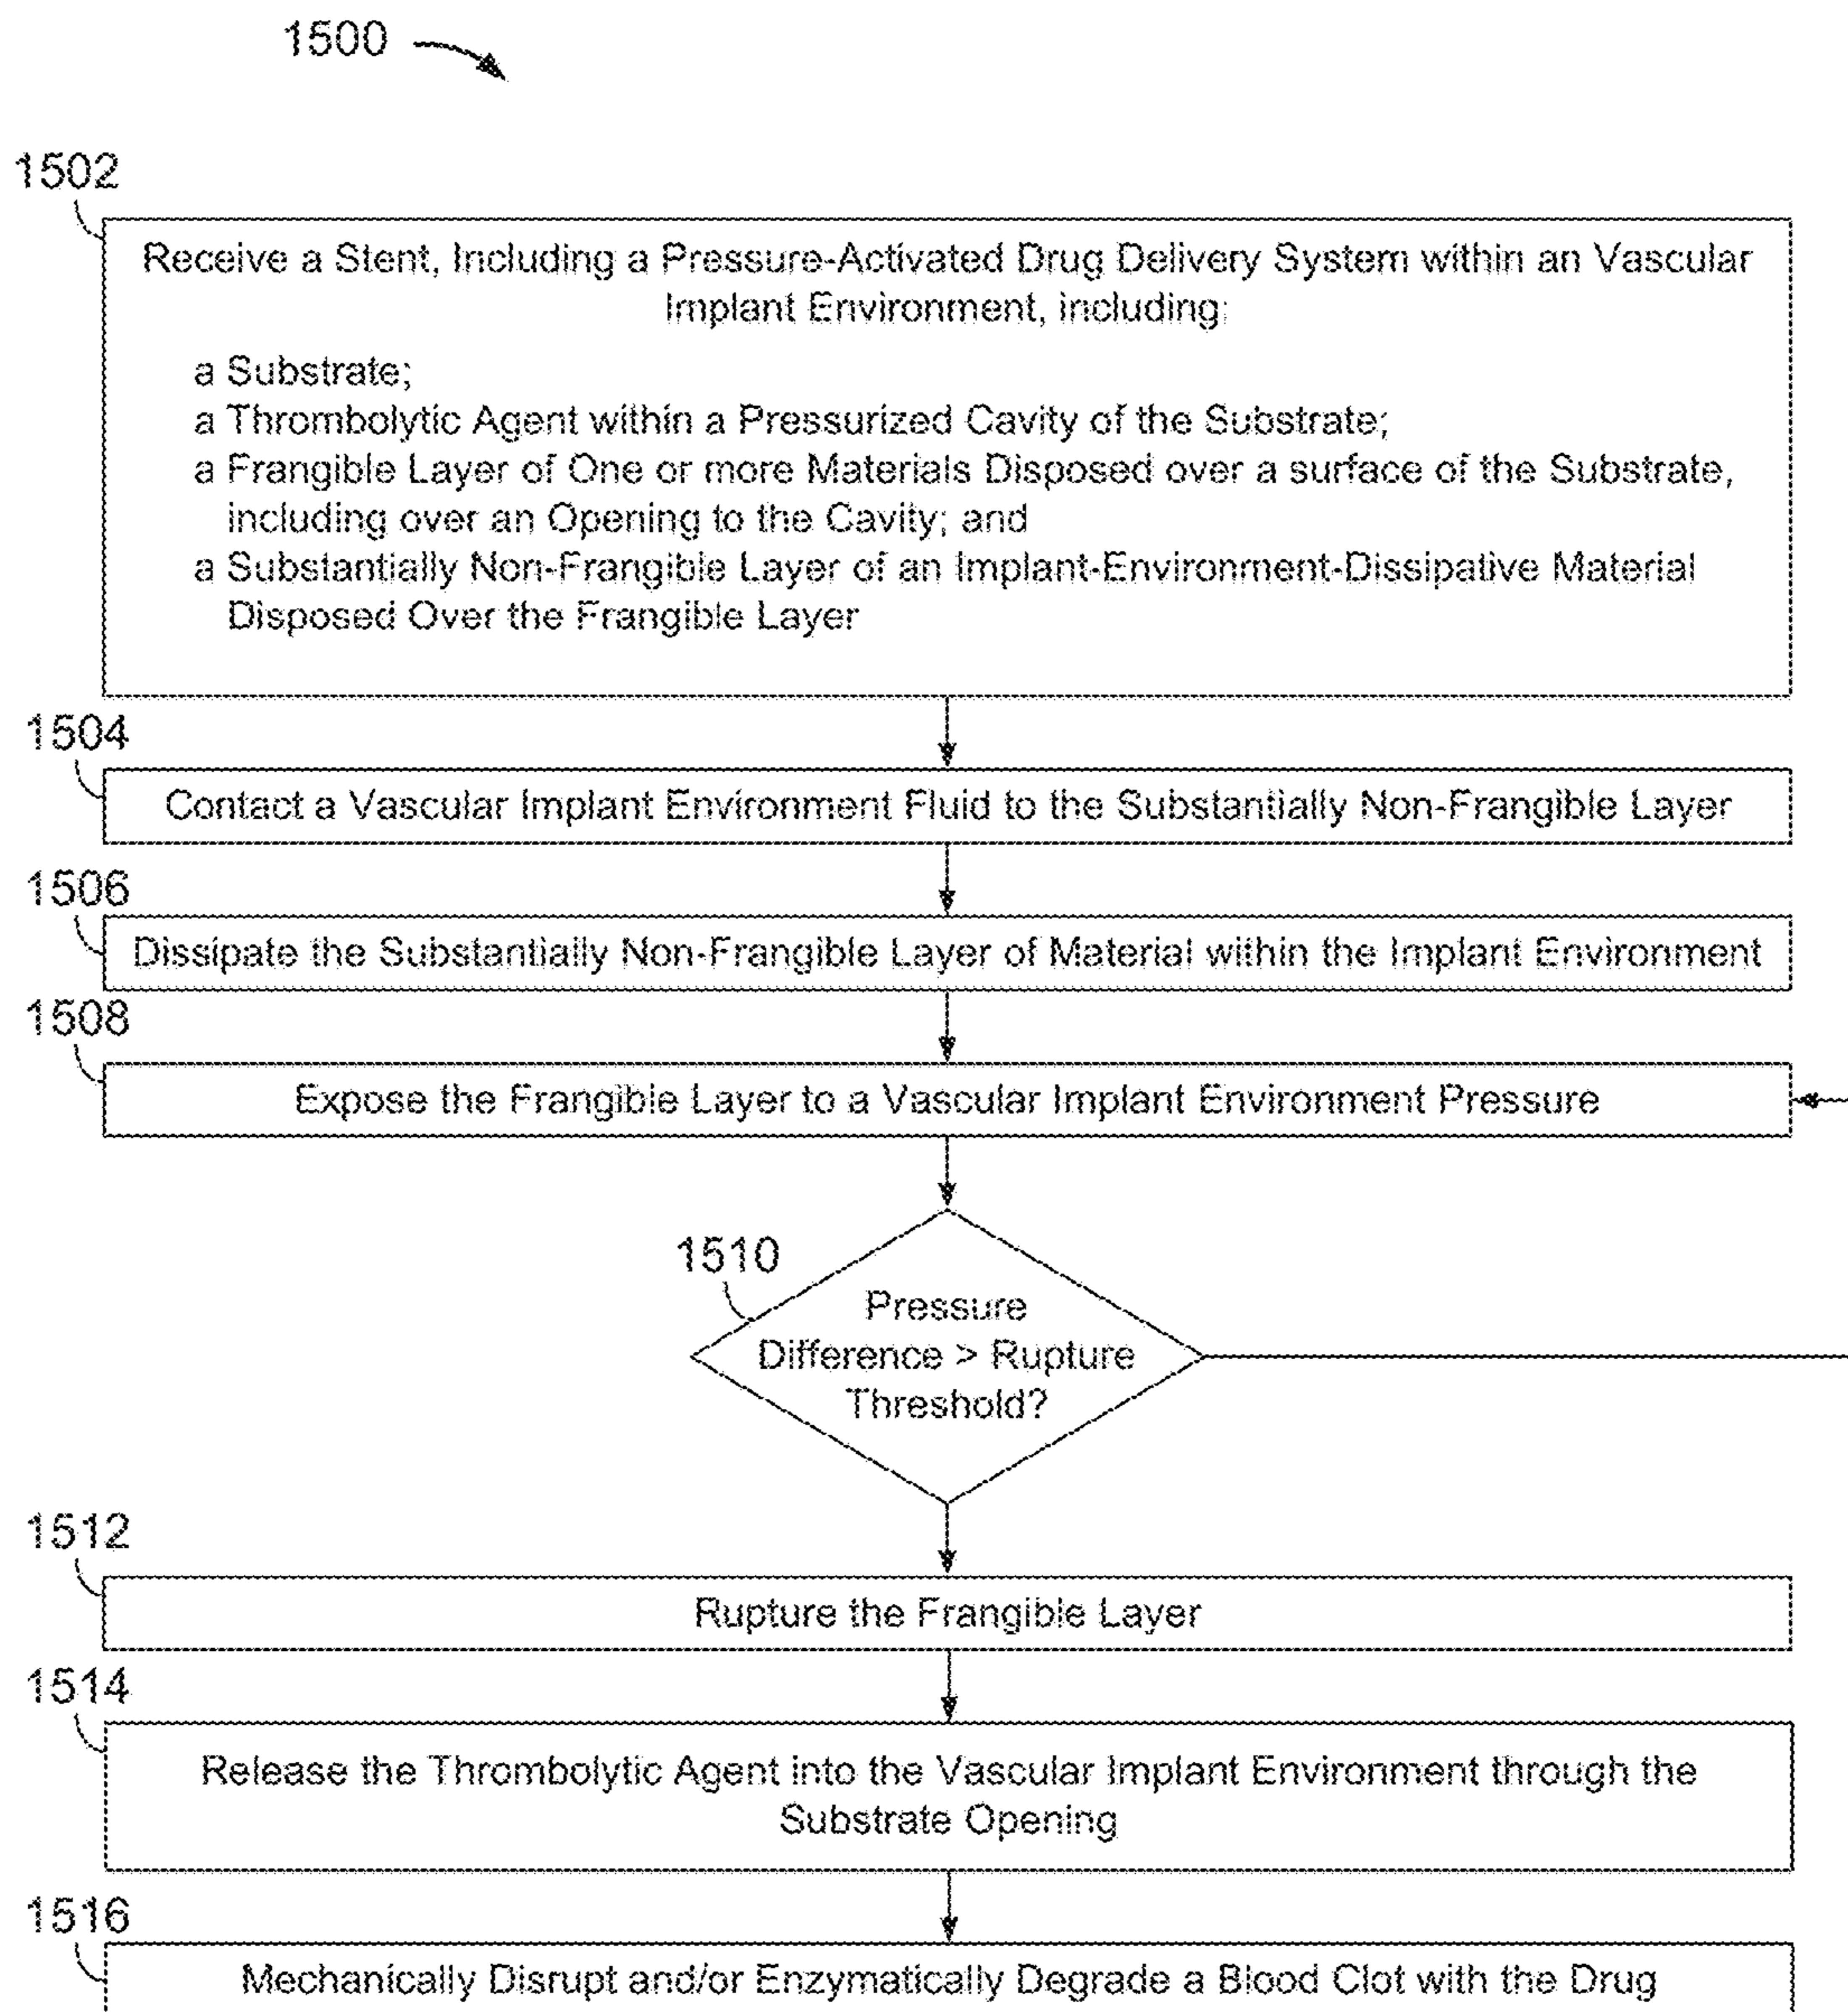 1500
1502
Receive a Stent, Including a Pressure-Activated Drug Delivery System within an Vascular
Implant Environment, including:
a Substrate;
a Thrombolytic Agent within a Pressurized Cavity of the Substrate;
a Frangible Layer of One or more Materials Disposed over a surface of the Substrate,
including over an Opening to the Cavity; and
a Substantially Non-Frangible Layer of an Implant-Environment-Dissipative Material
Disposed Over the Frangible Layer
1504
Contact a Vascular Implant Environment Fluid to the Substantially Non-Frangible Layer
1506
Dissipate the Substantially Non-Frangible Layer of Material within the Implant Environment
1508
Expose the Frangible Layer to a Vascular Implant Environment Pressure
1510
Pressure
Difference > Rupture
Threshold?
1512
Rupture the Frangible Layer
1514
Release the Thrombolytic Agent into the Vascular Implant Environment through the
Substrate Opening
1516
Mechanically Disrupt and/or Enzymatically Degrade a Blood Clot with the Drug